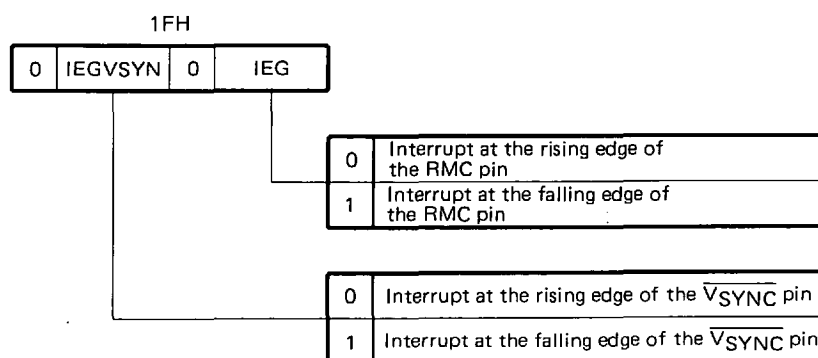 1FH
0 IEGVSYN 0 IEG
0 Interrupt at the rising edge of
the RMC pin
1 Interrupt at the falling edge of
the RMC pin
0 Interrupt at the rising edge of the V̅S̅Y̅N̅C̅ pin
1 Interrupt at the falling edge of the V̅S̅Y̅N̅C̅ pin